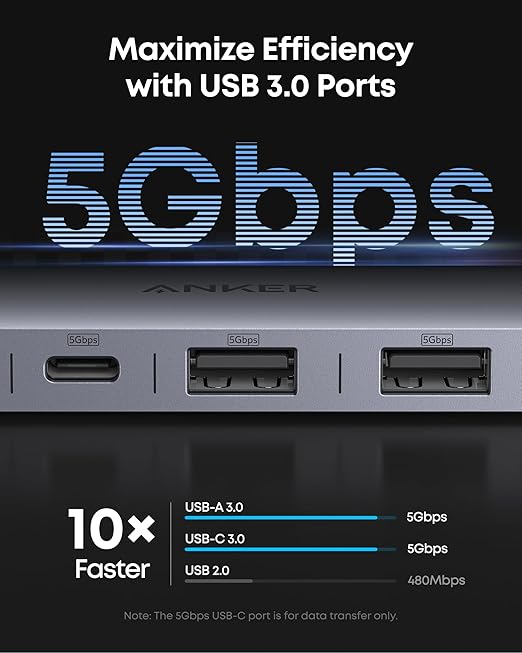 Maximize Efficiency
with USB 3.0 Ports
5Gbps
ANKER
5Gbps
5Gbps
5Gbps
10×
Faster
USB-A 3.0
5Gbps
USB-C 3.0
5Gbps
USB 2.0
480Mbps
Note: The 5Gbps USB-C port is for data transfer only.